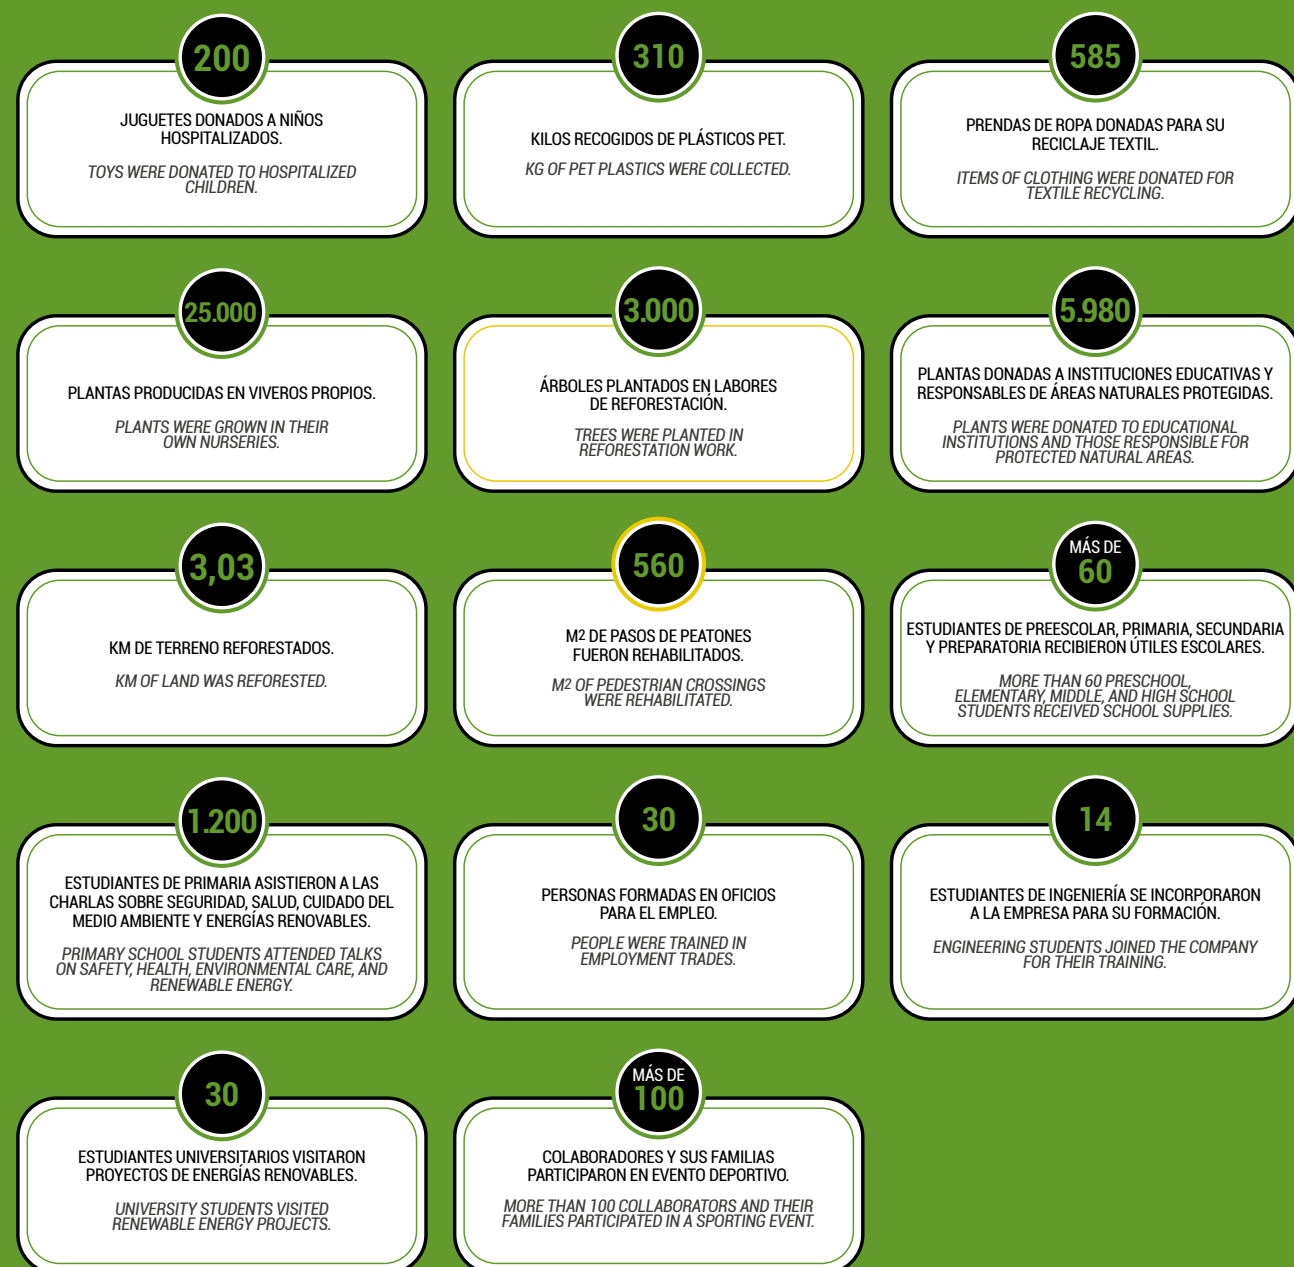 200
JUGUETES DONADOS A NIÑOS
HOSPITALIZADOS.
TOYS WERE DONATED TO HOSPITALIZED
CHILDREN.
310
KILOS RECOGIDOS DE PLÁSTICOS PET.
KG OF PET PLASTICS WERE COLLECTED.
585
PRENDAS DE ROPA DONADAS PARA SU
RECICLAJE TEXTIL.
ITEMS OF CLOTHING WERE DONATED FOR
TEXTILE RECYCLING.
25.000
PLANTAS PRODUCIDAS EN VIVEROS PROPIOS.
PLANTS WERE GROWN IN THEIR
OWN NURSERIES.
3.000
ÁRBOLES PLANTADOS EN LABORES
DE REFORESTACIÓN.
TREES WERE PLANTED IN
REFORESTATION WORK.
5.980
PLANTAS DONADAS A INSTITUCIONES EDUCATIVAS Y
RESPONSABLES DE ÁREAS NATURALES PROTEGIDAS.
PLANTS WERE DONATED TO EDUCATIONAL
INSTITUTIONS AND THOSE RESPONSIBLE FOR
PROTECTED NATURAL AREAS.
3,03
KM DE TERRENO REFORESTADOS.
KM OF LAND WAS REFORESTED.
560
M2 DE PASOS DE PEATONES
FUERON REHABILITADOS.
M2 OF PEDESTRIAN CROSSINGS
WERE REHABILITATED.
MÁS DE
60
ESTUDIANTES DE PREESCOLAR, PRIMARIA, SECUNDARIA
Y PREPARATORIA RECIBIERON ÚTILES ESCOLARES.
MORE THAN 60 PRESCHOOL,
ELEMENTARY, MIDDLE, AND HIGH SCHOOL
STUDENTS RECEIVED SCHOOL SUPPLIES.
1.200
ESTUDIANTES DE PRIMARIA ASISTIERON A LAS
CHARLAS SOBRE SEGURIDAD, SALUD, CUIDADO DEL
MEDIO AMBIENTE Y ENERGÍAS RENOVABLES.
PRIMARY SCHOOL STUDENTS ATTENDED TALKS
ON SAFETY, HEALTH, ENVIRONMENTAL CARE, AND
RENEWABLE ENERGY.
30
PERSONAS FORMADAS EN OFICIOS
PARA EL EMPLEO.
PEOPLE WERE TRAINED IN
EMPLOYMENT TRADES.
14
ESTUDIANTES DE INGENIERÍA SE INCORPORARON
A LA EMPRESA PARA SU FORMACIÓN.
ENGINEERING STUDENTS JOINED THE COMPANY
FOR THEIR TRAINING.
30
ESTUDIANTES UNIVERSITARIOS VISITARON
PROYECTOS DE ENERGÍAS RENOVABLES.
UNIVERSITY STUDENTS VISITED
RENEWABLE ENERGY PROJECTS.
MÁS DE
100
COLABORADORES Y SUS FAMILIAS
PARTICIPARON EN EVENTO DEPORTIVO.
MORE THAN 100 COLLABORATORS AND THEIR
FAMILIES PARTICIPATED IN A SPORTING EVENT.